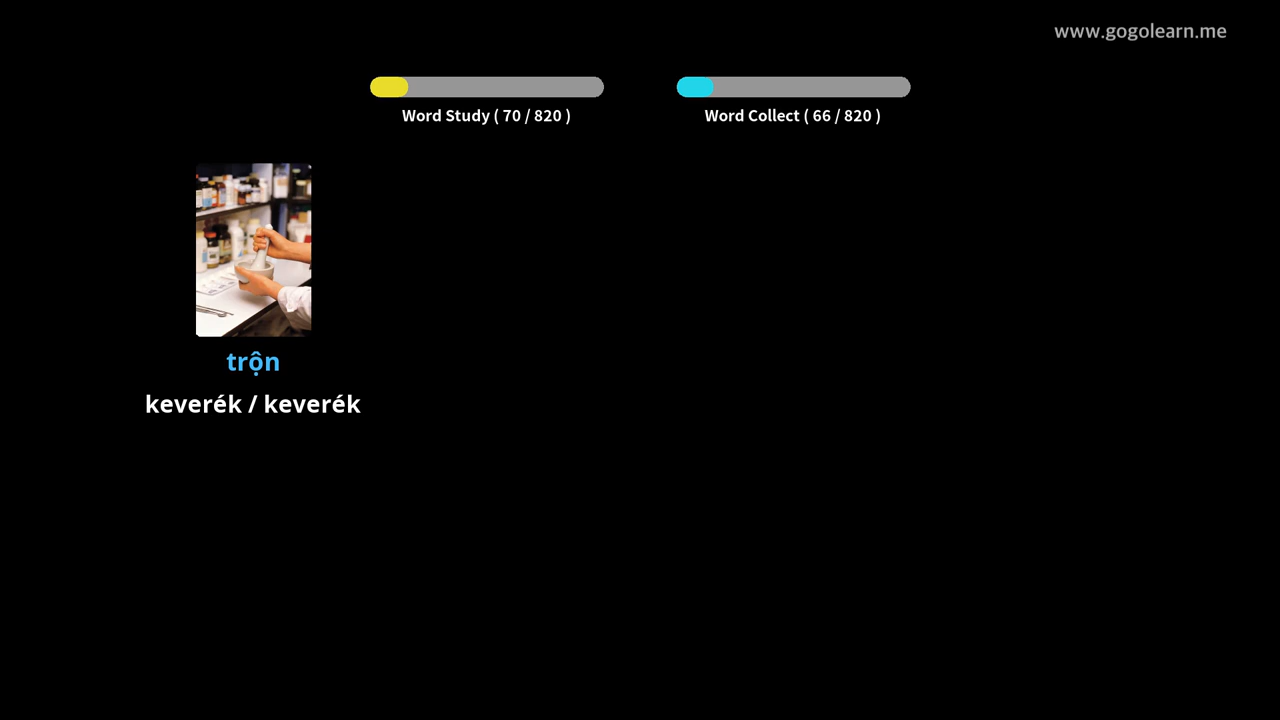 www.gogolearn.me
Word Study ( 70 / 820 )
Word Collect ( 66 / 820 )
trộn
keverék / keverék